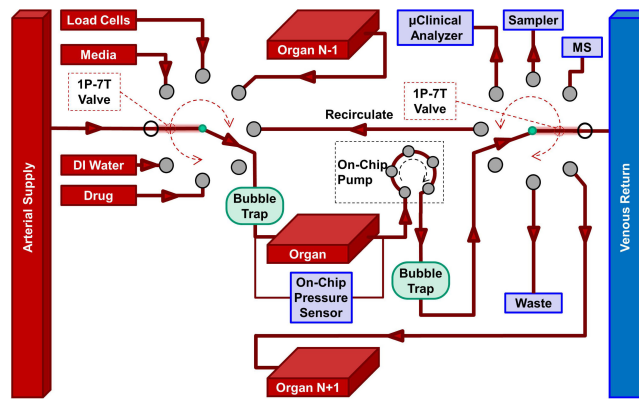 Load Cells
Media
1P-7T
Valve
DI Water
Drug
Arterial Supply
Organ N-1
µClinical
Analyzer
Sampler
MS
1P-7T
Valve
Recirculate
On-Chip
Pump
Bubble
Trap
Organ
On-Chip
Pressure
Sensor
Bubble
Trap
Waste
Organ N+1
Venous Return